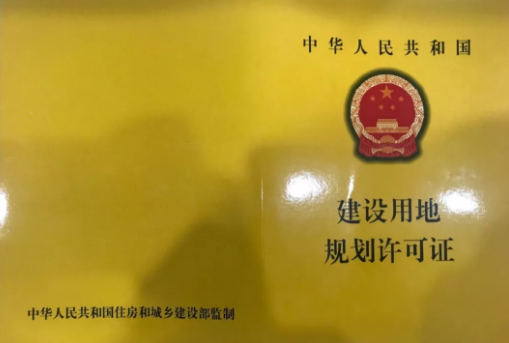 中华人民共和国
建设用地
规划许可证
中华人民共和国住房和城乡建设部监制